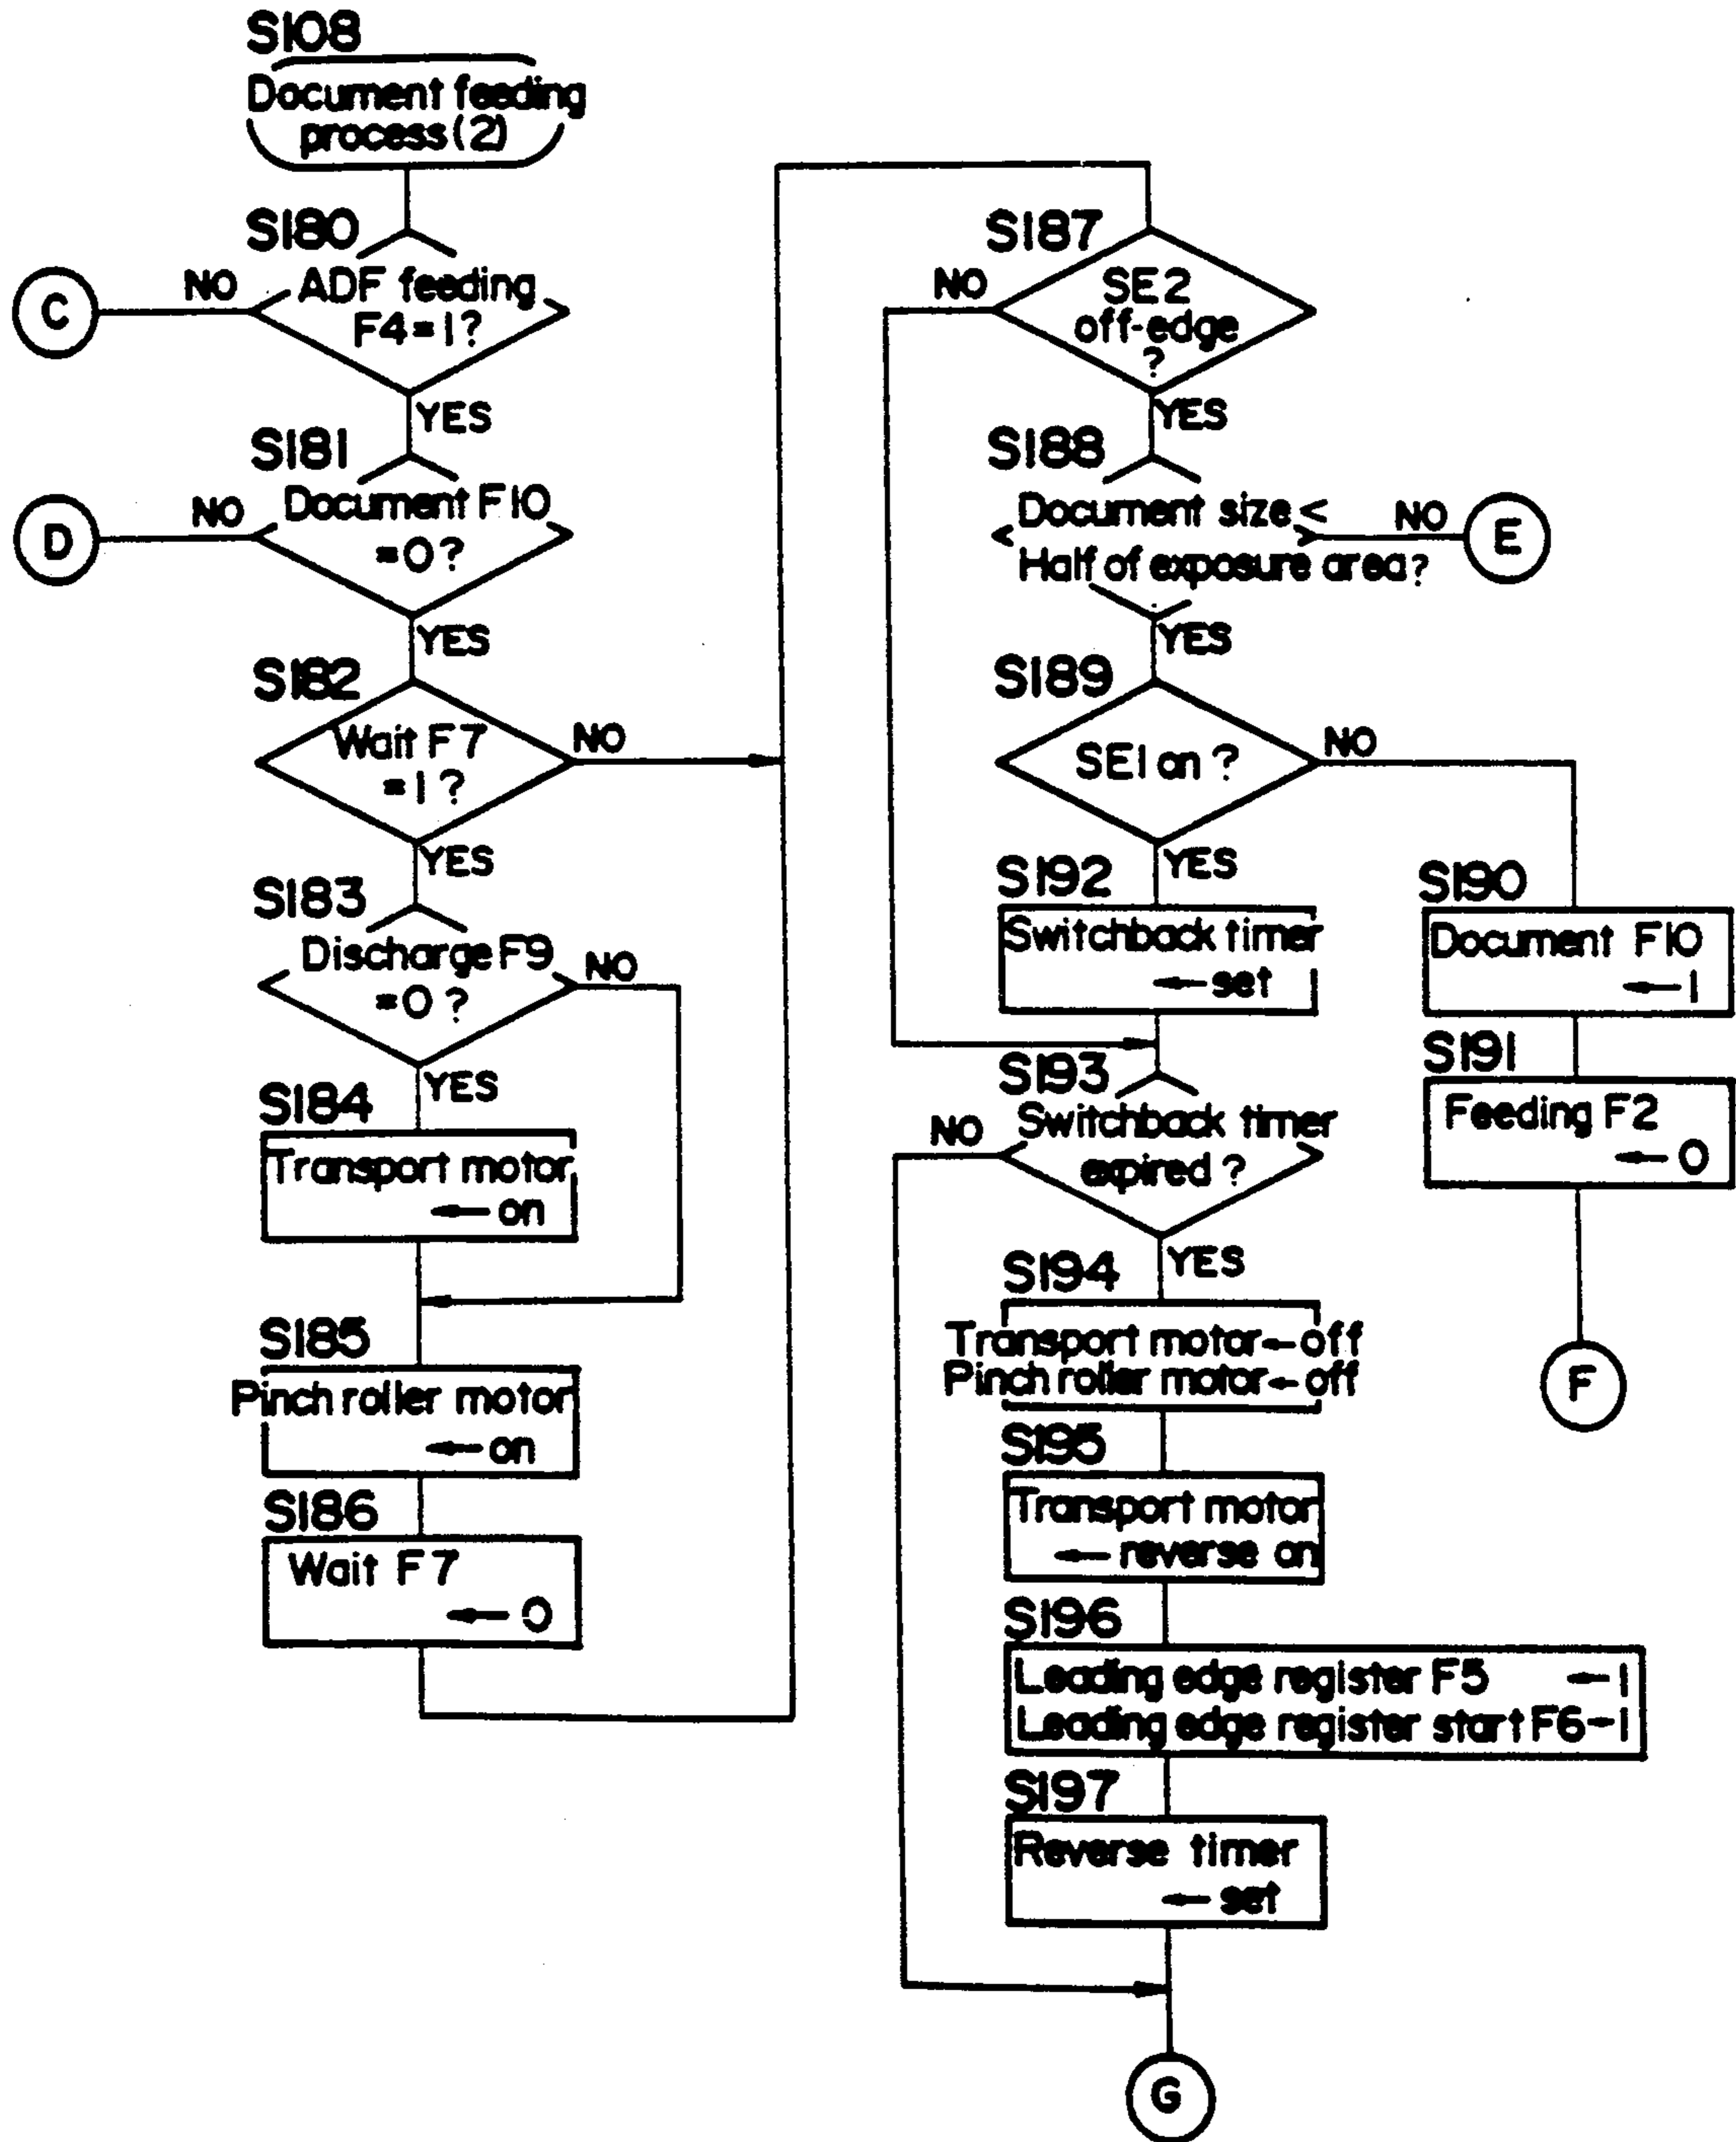 S108
Document feeding
process(2)
S180
ADF feeding
F4=1?
NO
C
YES
S181
Document F10
=0?
NO
D
YES
S182
Wait F7
=1?
NO
YES
S183
Discharge F9
=0?
NO
YES
S184
Transport motor
←on
S185
Pinch roller motor
←on
S186
Wait F7
←0
S187
SE2
off-edge
?
NO
YES
S188
Document size<
Half of exposure area?
NO
E
YES
S189
SE1 on?
NO
YES
S192
Switchback timer
←set
S190
Document F10
←1
S191
Feeding F2
←0
F
S193
Switchback timer
expired?
NO
YES
S194
Transport motor←off
Pinch roller motor←off
S195
Transport motor
←reverse on
S196
Leading edge register F5 ←1
Leading edge register start F6←1
S197
Reverse timer
←set
G